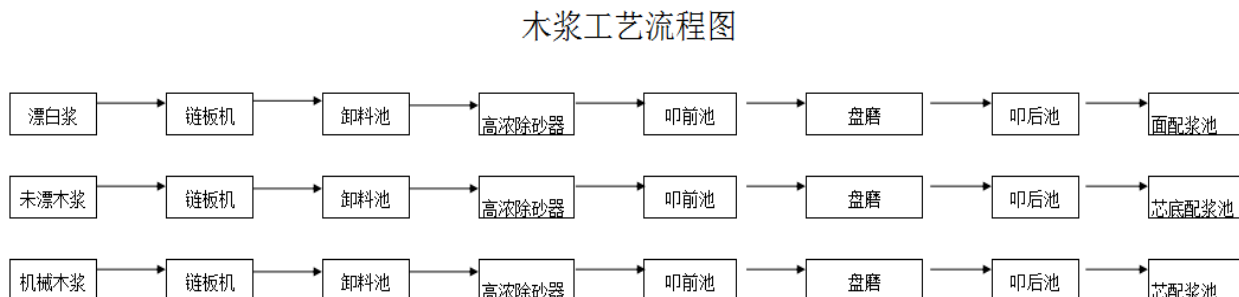 木浆工艺流程图
漂白浆 链板机 卸料池 高浓除砂器 叩前池 盘磨 叩后池 面配浆池
未漂木浆 链板机 卸料池 高浓除砂器 叩前池 盘磨 叩后池 芯底配浆池
机械木浆 链板机 卸料池 高浓除砂器 叩前池 盘磨 叩后池 芯配浆池